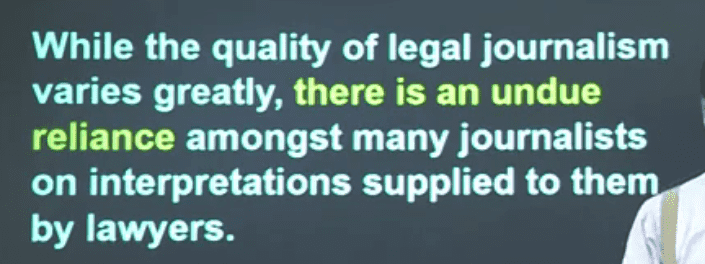 While the quality of legal journalism
varies greatly, there is an undue
reliance amongst many journalists
on interpretations supplied to them
by lawyers.